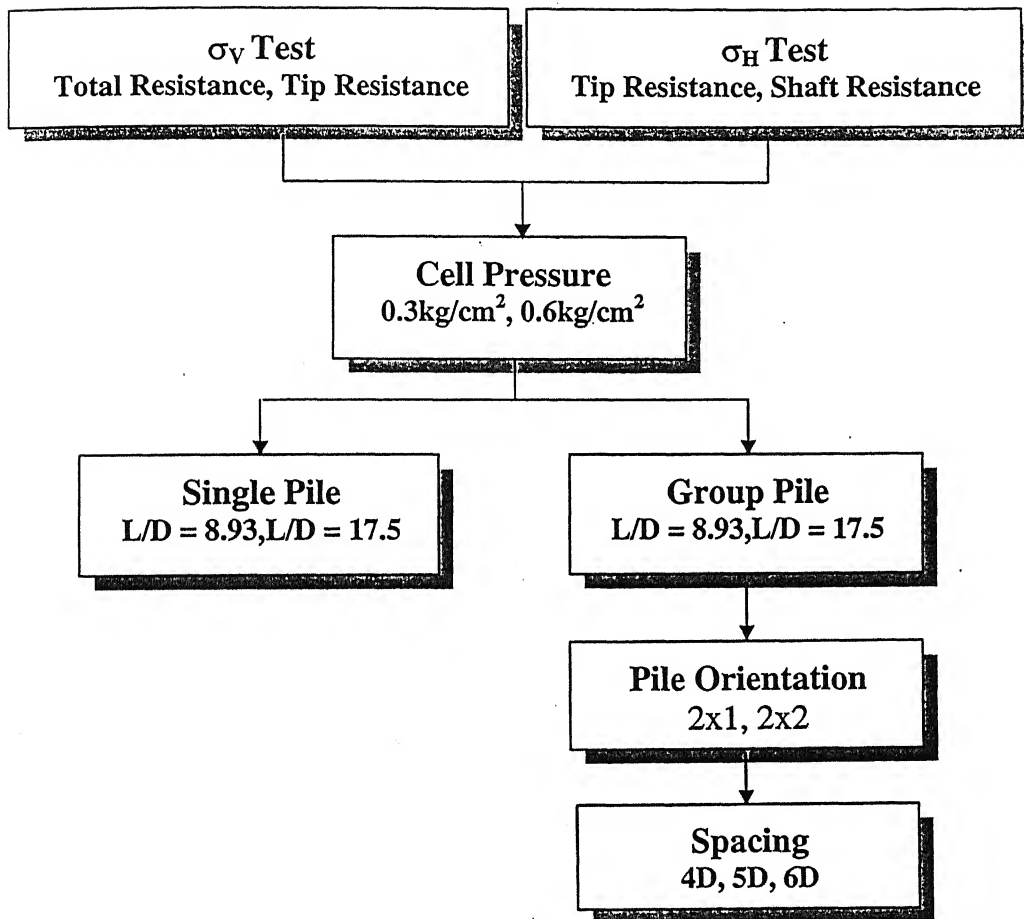 σV Test
Total Resistance, Tip Resistance
σH Test
Tip Resistance, Shaft Resistance
Cell Pressure
0.3kg/cm², 0.6kg/cm²
Single Pile
L/D = 8.93,L/D = 17.5
Group Pile
L/D = 8.93,L/D = 17.5
Pile Orientation
2x1, 2x2
Spacing
4D, 5D, 6D